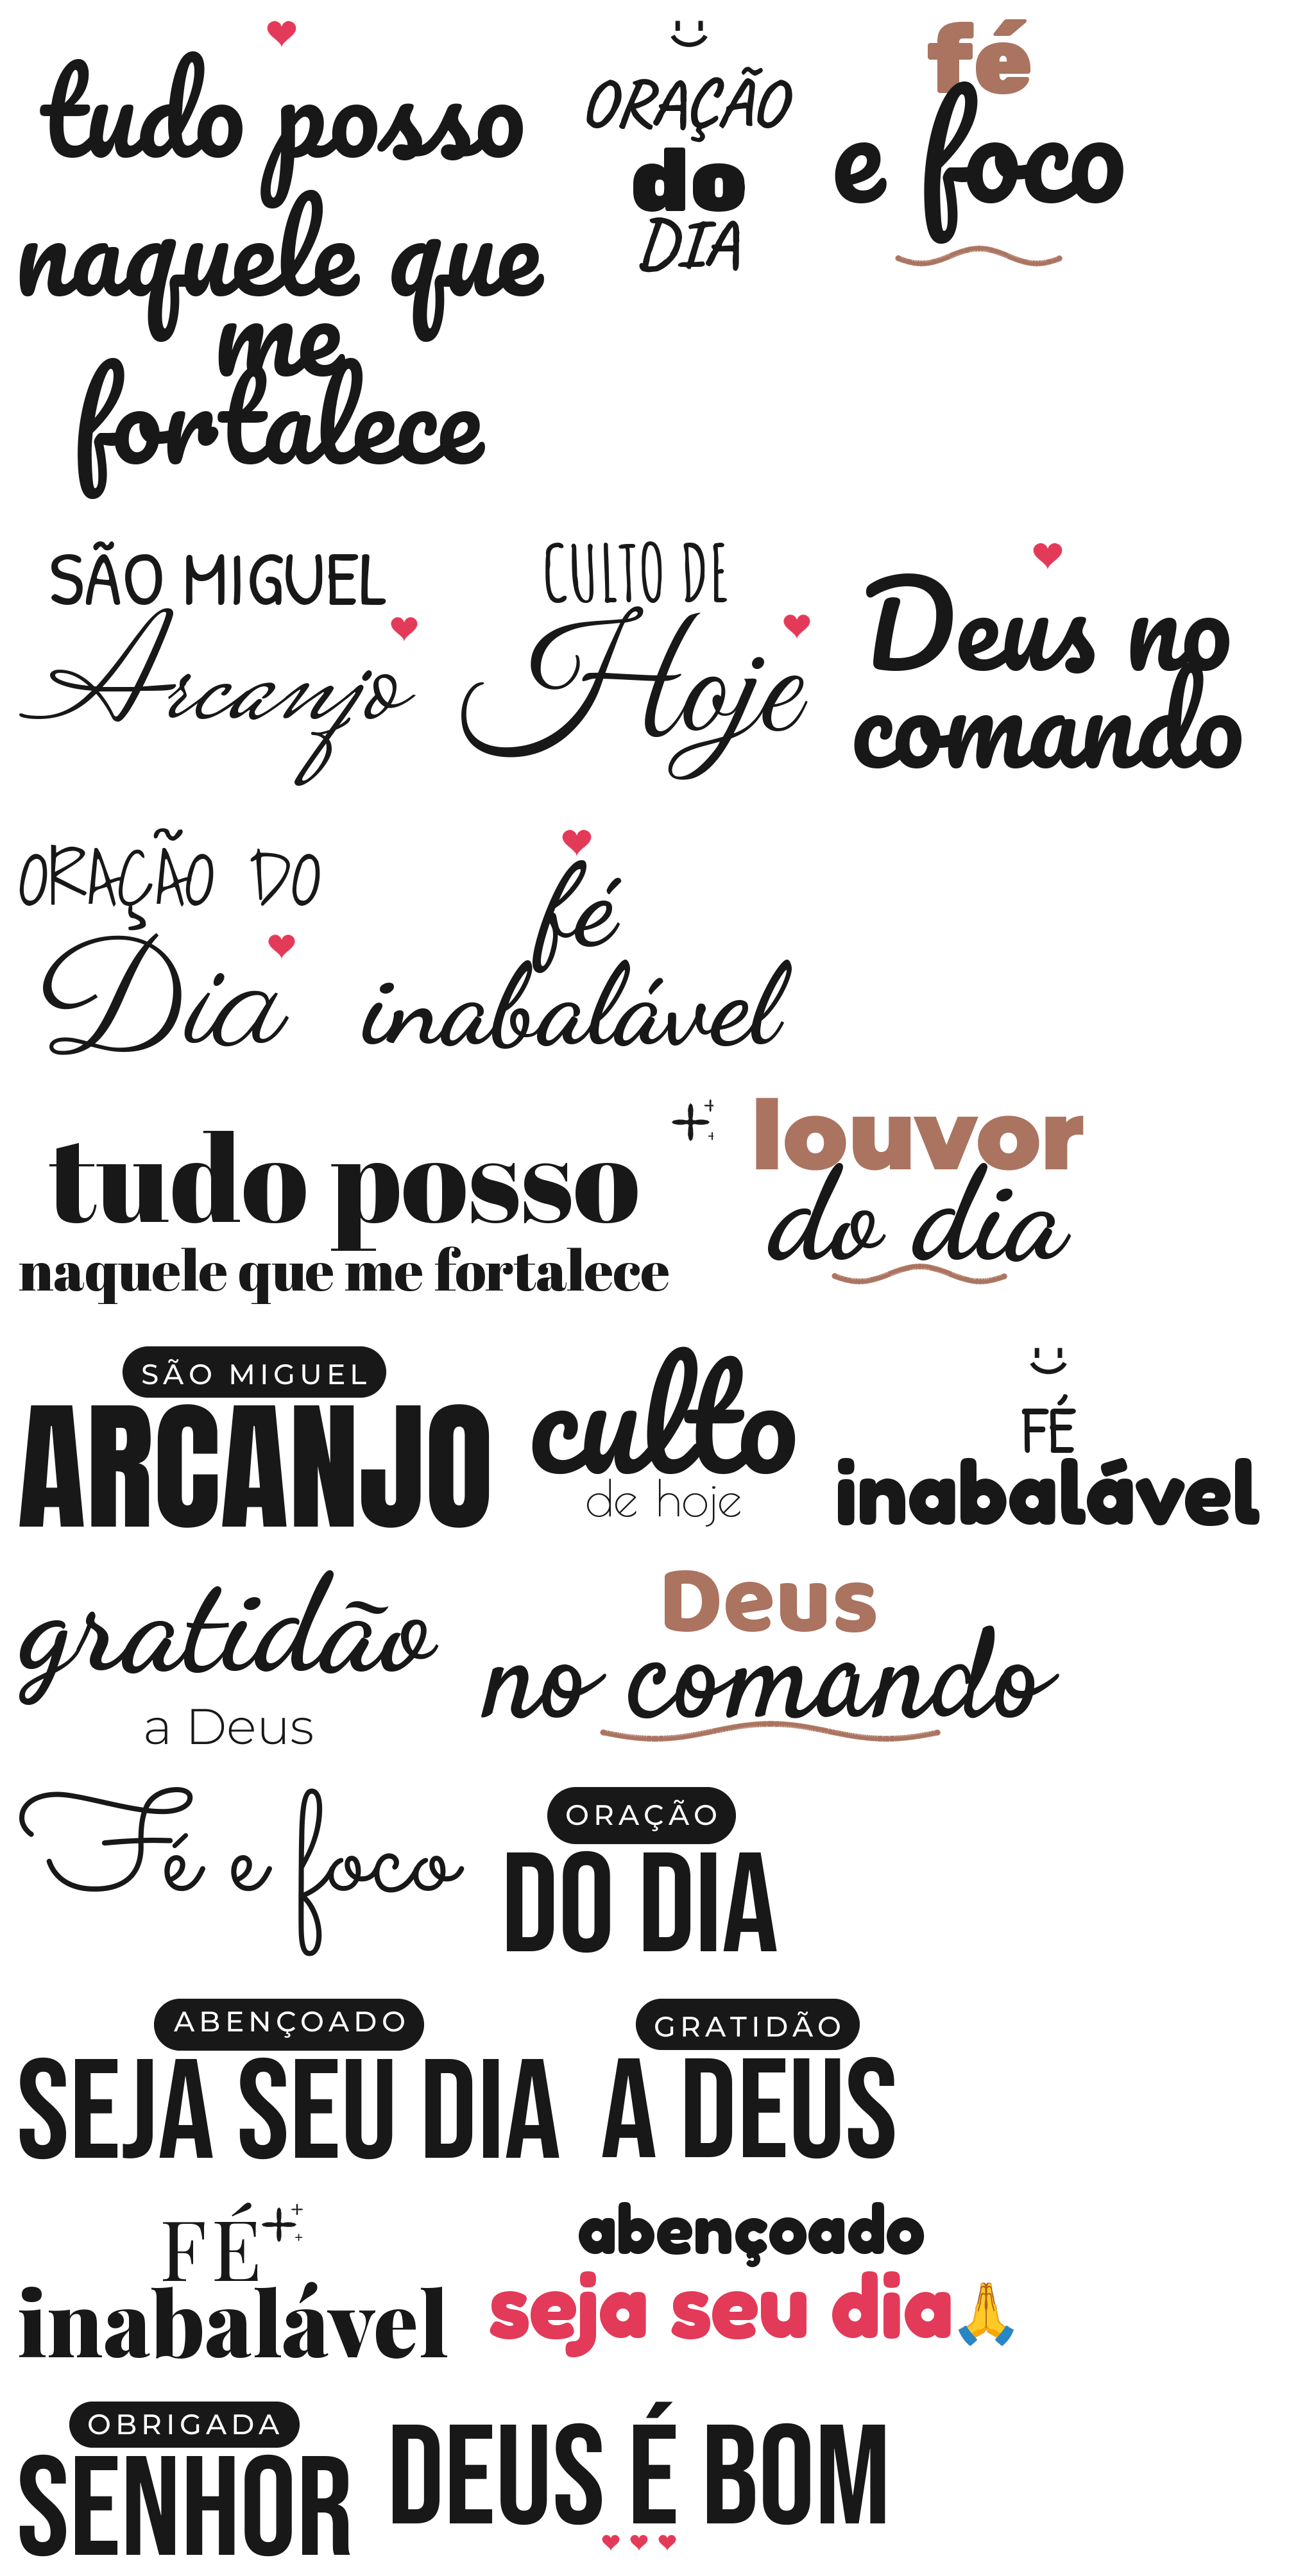 tudo posso
naquele que
me
fortalece
ORAÇÃO
do
DIA
fé
e foco
SÃO MIGUEL
Arcanjo
CULTO DE
Hoje
Deus no
comando
ORAÇÃO DO
Dia
fé
inabalável
tudo posso
naquele que me fortalece
louvor
do dia
SÃO MIGUEL
ARCANJO
culto
de hoje
FÉ
inabalável
gratidão
a Deus
Deus
no comando
Fé e foco
ORAÇÃO
DO DIA
ABENÇOADO
SEJA SEU DIA
GRATIDÃO
A DEUS
FÉ
inabalável
abençoado
seja seu dia🙏
OBRIGADA
SENHOR
DEUS É BOM